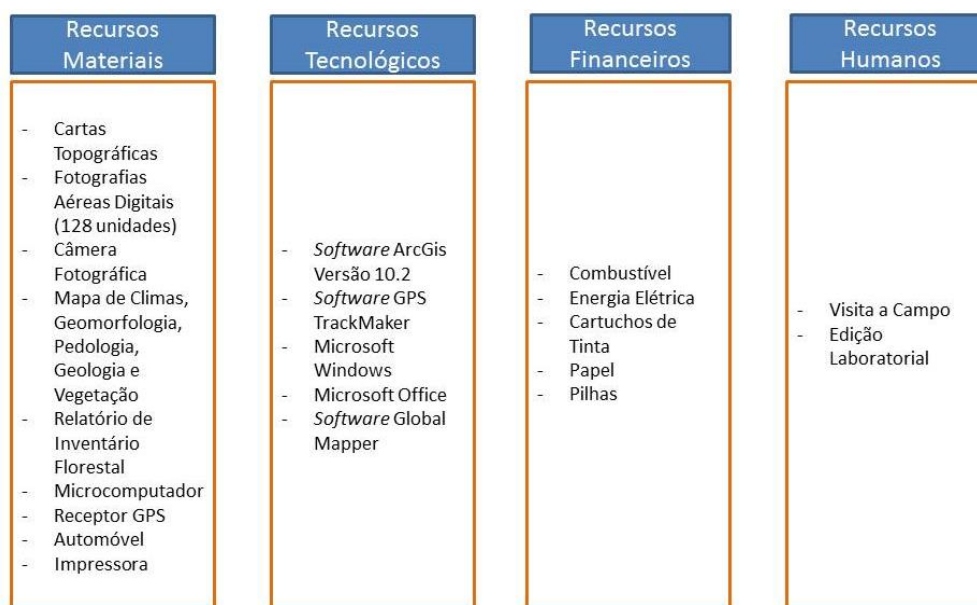 Recursos
Materiais
- Cartas
Topográficas
- Fotografias
Aéreas Digitais
(128 unidades)
- Câmera
Fotográfica
- Mapa de Climas,
Geomorfologia,
Pedologia,
Geologia e
Vegetação
- Relatório de
Inventário
Florestal
- Microcomputador
- Receptor GPS
- Automóvel
- Impressora
Recursos
Tecnológicos
- Software ArcGis
Versão 10.2
- Software GPS
TrackMaker
- Microsoft
Windows
- Microsoft Office
- Software Global
Mapper
Recursos
Financeiros
- Combustível
- Energia Elétrica
- Cartuchos de
Tinta
- Papel
- Pilhas
Recursos
Humanos
- Visita a Campo
- Edição
Laboratorial